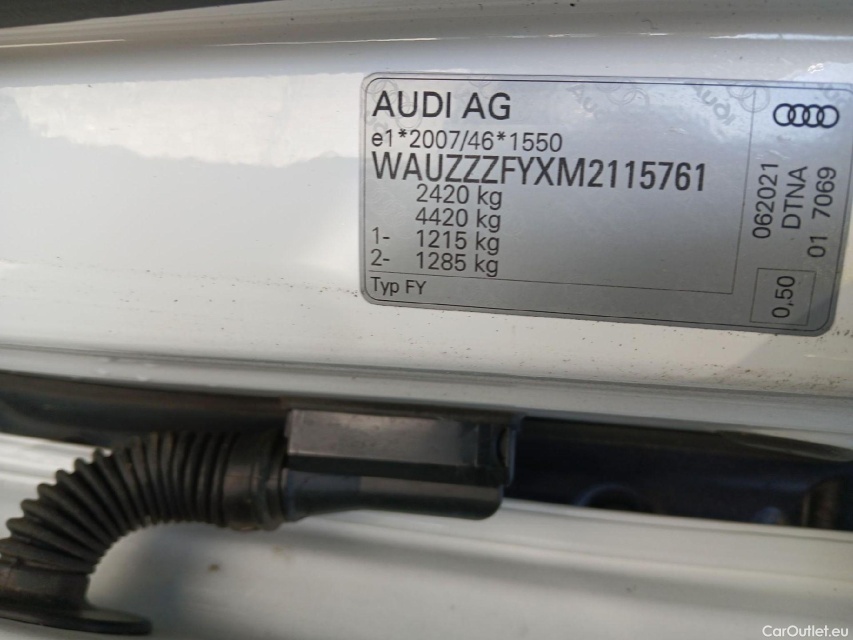 AUDI AG
e1*2007/46*1550
WAUZZZFYXM2115761
2420 kg
4420 kg
1- 1215 kg
2- 1285 kg
Typ FY
062021
DTNA
01 7069
0,50
Audi
CarOutlet.eu